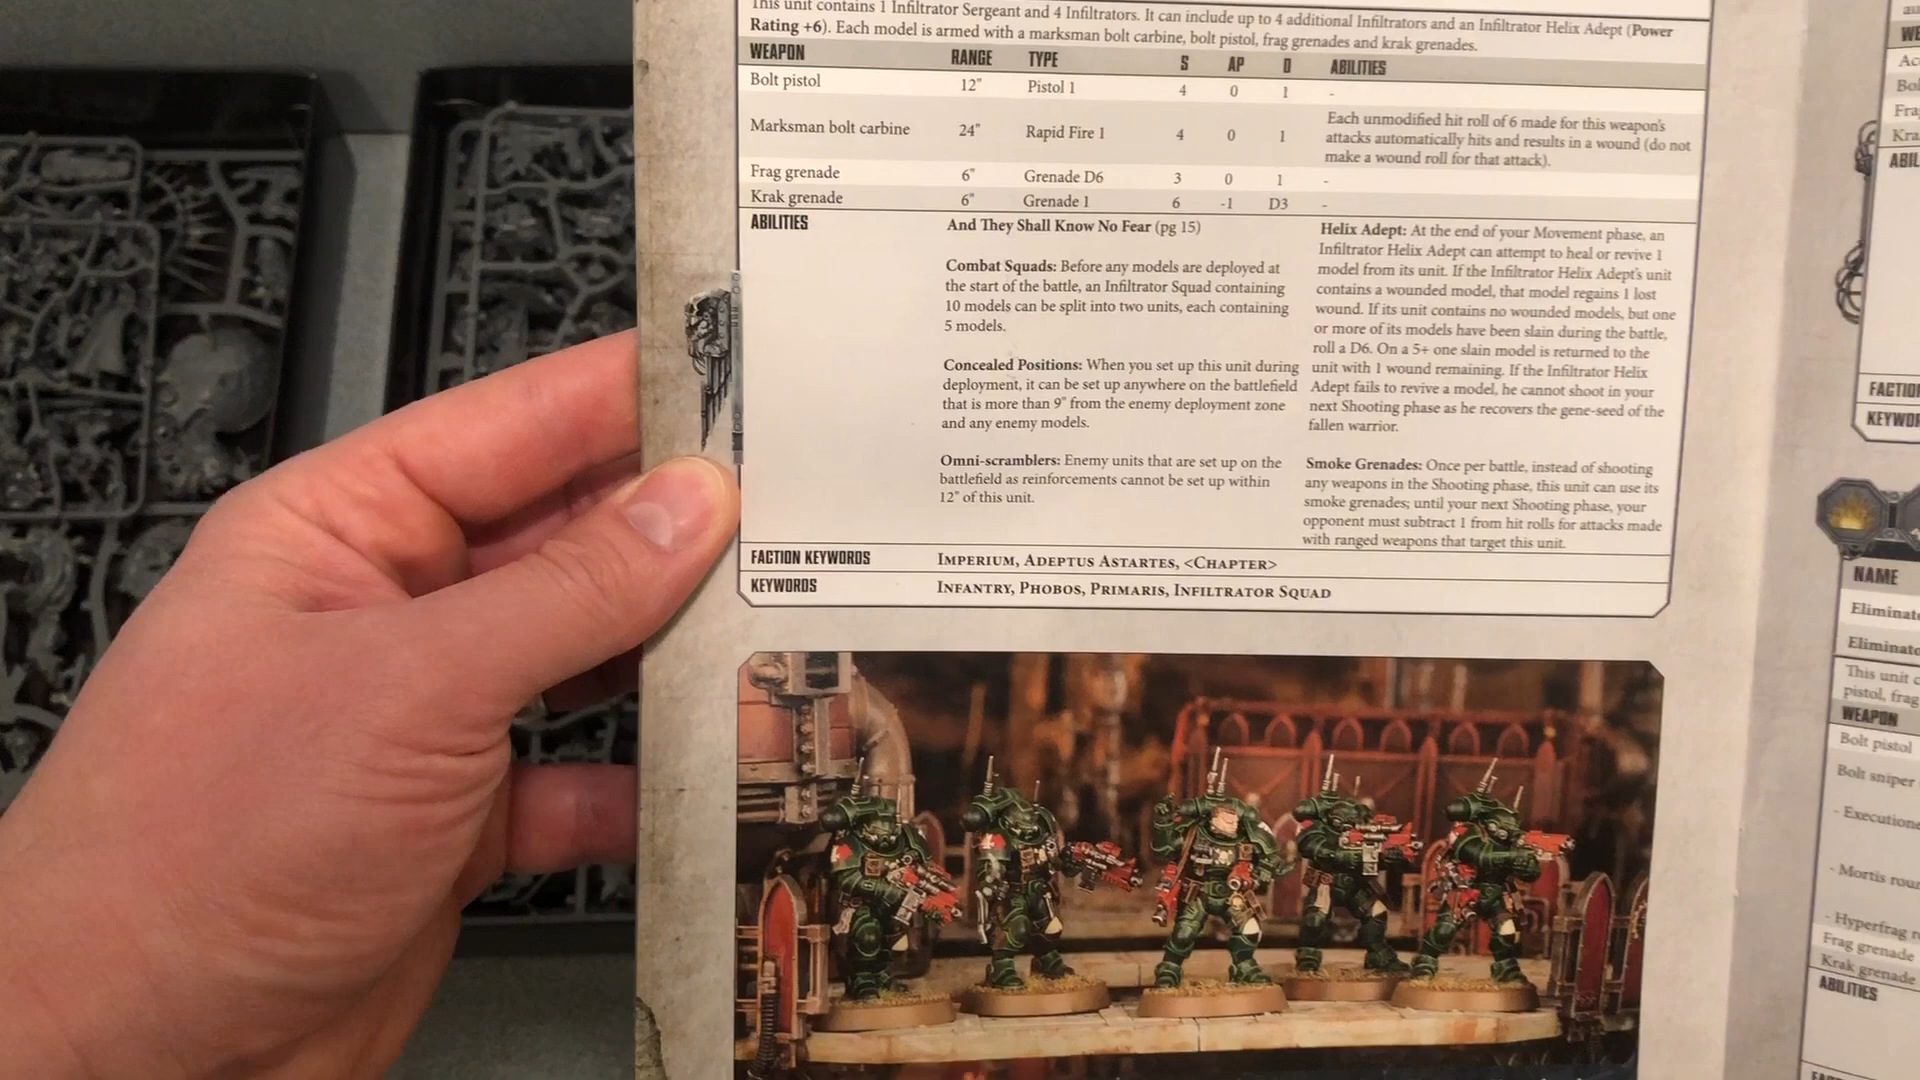 This unit contains 1 Infiltrator Sergeant and 4 Infiltrators. It can include up to 4 additional Infiltrators and an Infiltrator Helix Adept (Power
Rating +6). Each model is armed with a marksman bolt carbine, bolt pistol, frag grenades and krak grenades.
WEAPON RANGE TYPE S AP D ABILITIES
Bolt pistol 12" Pistol 1 4 0 1 -
Marksman bolt carbine 24" Rapid Fire 1 4 0 1 Each unmodified hit roll of 6 made for this weapon's
attacks automatically hits and results in a wound (do not
make a wound roll for that attack).
Frag grenade 6" Grenade D6 3 0 1 -
Krak grenade 6" Grenade 1 6 -1 D3 -
ABILITIES
And They Shall Know No Fear (pg 15)
Combat Squads: Before any models are deployed at
the start of the battle, an Infiltrator Squad containing
10 models can be split into two units, each containing
5 models.
Concealed Positions: When you set up this unit during
deployment, it can be set up anywhere on the battlefield
that is more than 9" from the enemy deployment zone
and any enemy models.
Omni-scramblers: Enemy units that are set up on the
battlefield as reinforcements cannot be set up within
12" of this unit.
Helix Adept: At the end of your Movement phase, an
Infiltrator Helix Adept can attempt to heal or revive 1
model from its unit. If the Infiltrator Helix Adept's unit
contains a wounded model, that model regains 1 lost
wound. If its unit contains no wounded models, but one
or more of its models have been slain during the battle,
roll a D6. On a 5+ one slain model is returned to the
unit with 1 wound remaining. If the Infiltrator Helix
Adept fails to revive a model, he cannot shoot in your
next Shooting phase as he recovers the gene-seed of the
fallen warrior.
Smoke Grenades: Once per battle, instead of shooting
any weapons in the Shooting phase, this unit can use its
smoke grenades; until your next Shooting phase, your
opponent must subtract 1 from hit rolls for attacks made
with ranged weapons that target this unit.
FACTION KEYWORDS IMPERIUM, ADEPTUS ASTARTES, <CHAPTER>
KEYWORDS INFANTRY, PHOBOS, PRIMARIS, INFILTRATOR SQUAD
NAME
This unit
pistol, frag
WEAPON
Bolt pistol
Bolt sniper
- Mortis
- Hyperfrag
Frag grenade
Krak grenade
ABILITIES